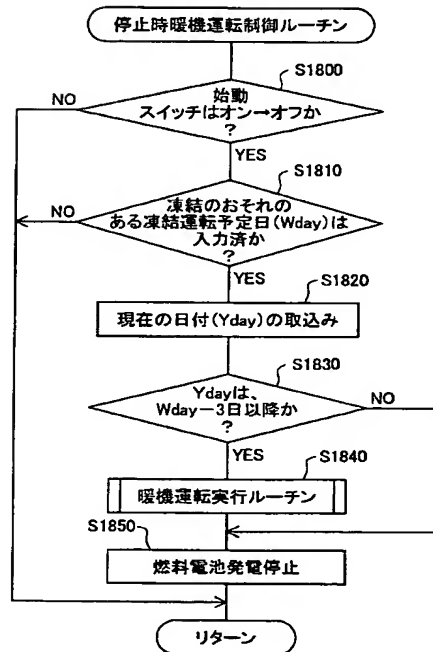 停止時暖機運転制御ルーチン
S1800
始動
スイッチはオン→オフか
?
NO
YES
S1810
凍結のおそれの
ある凍結運転予定日(Wday)は
入力済か
?
NO
YES
S1820
現在の日付(Yday)の取込み
S1830
Ydayは、
Wday－3日以降か
?
NO
YES
S1840
暖機運転実行ルーチン
S1850
燃料電池発電停止
リターン